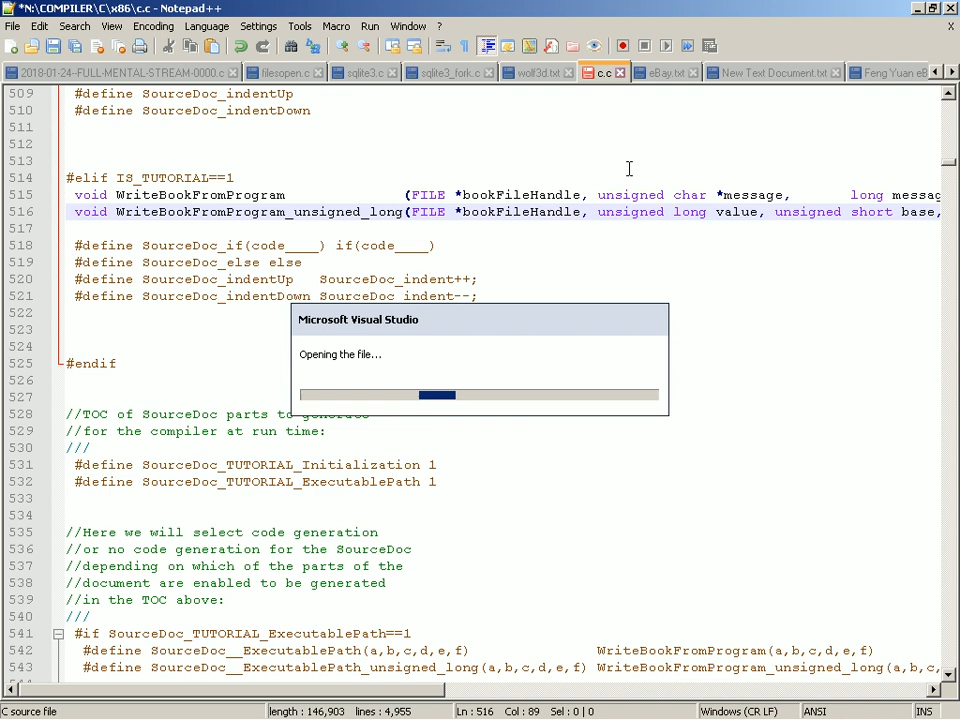 *N:\COMPILER\C\x86\c.c - Notepad++
File Edit Search View Encoding Language Settings Tools Macro Run Window ?
X
2018-01-24-FULL-MENTAL-STREAM-0000.c filesopen.c sqlite3.c sqlite3_fork.c wolf3d.txt c.c eBay.txt New Text Document.txt Feng Yuan eB
509 #define SourceDoc_indentUp
510 #define SourceDoc_indentDown
511
512
513
514 #elif IS_TUTORIAL==1
515 void WriteBookFromProgram (FILE *bookFileHandle, unsigned char *message, long messag
516 void WriteBookFromProgram_unsigned_long(FILE *bookFileHandle, unsigned long value, unsigned short base,
517
518 #define SourceDoc_if(code____) if(code____)
519 #define SourceDoc_else else
520 #define SourceDoc_indentUp SourceDoc_indent++;
521 #define SourceDoc_indentDown SourceDoc_indent--;
522
523
524
525 #endif
526
527
528 //TOC of SourceDoc parts to generate
529 //for the compiler at run time:
530 ///
531 #define SourceDoc_TUTORIAL_Initialization 1
532 #define SourceDoc_TUTORIAL_ExecutablePath 1
533
534
535 //Here we will select code generation
536 //or no code generation for the SourceDoc
537 //depending on which of the parts of the
538 //document are enabled to be generated
539 //in the TOC above:
540 ///
541 #if SourceDoc_TUTORIAL_ExecutablePath==1
542 #define SourceDoc__ExecutablePath(a,b,c,d,e,f) WriteBookFromProgram(a,b,c,d,e,f)
543 #define SourceDoc__ExecutablePath_unsigned_long(a,b,c,d,e,f) WriteBookFromProgram_unsigned_long(a,b,c,
Microsoft Visual Studio
Opening the file...
C source file length : 146,903 lines : 4,955 Ln : 516 Col : 89 Sel : 0 | 0 Windows (CR LF) ANSI INS